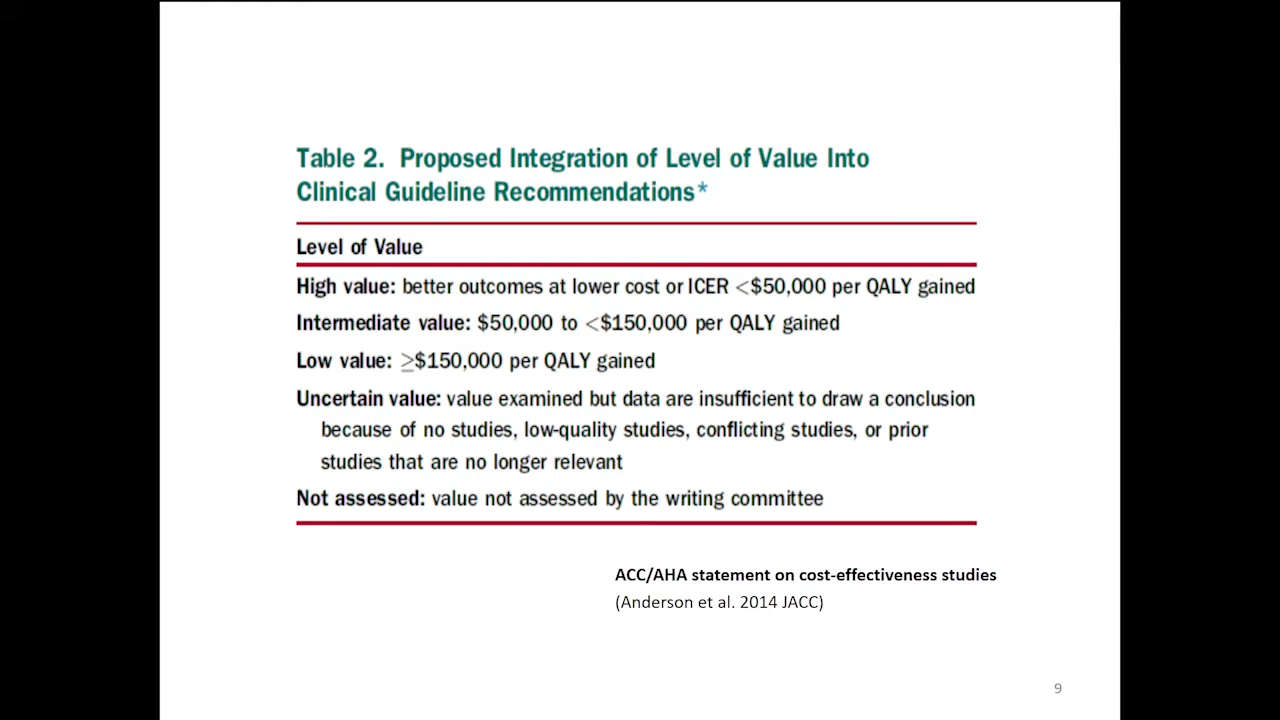 Table 2. Proposed Integration of Level of Value Into
Clinical Guideline Recommendations*
Level of Value
High value: better outcomes at lower cost or ICER <$50,000 per QALY gained
Intermediate value: $50,000 to <$150,000 per QALY gained
Low value: ≥$150,000 per QALY gained
Uncertain value: value examined but data are insufficient to draw a conclusion
because of no studies, low-quality studies, conflicting studies, or prior
studies that are no longer relevant
Not assessed: value not assessed by the writing committee
ACC/AHA statement on cost-effectiveness studies
(Anderson et al. 2014 JACC)
9